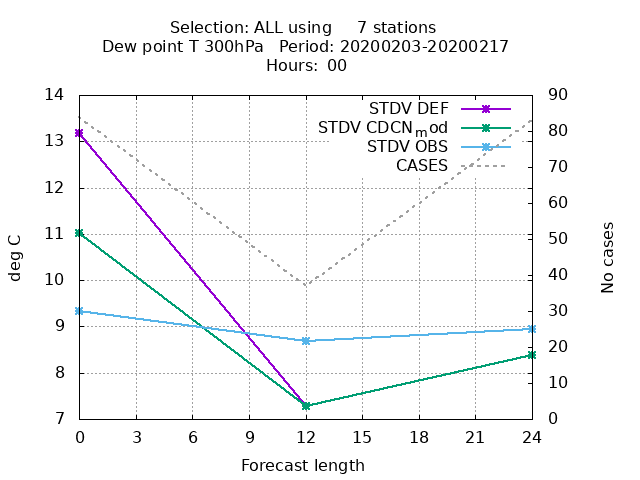 Selection: ALL using     7 stations
Dew point T 300hPa   Period: 20200203-20200217
Hours:  00
STDV DEF
STDV CDCNmod
STDV OBS
CASES
14
13
12
11
10
9
8
7
deg C
90
80
70
60
50
40
30
20
10
0
No cases
0 3 6 9 12 15 18 21 24
Forecast length